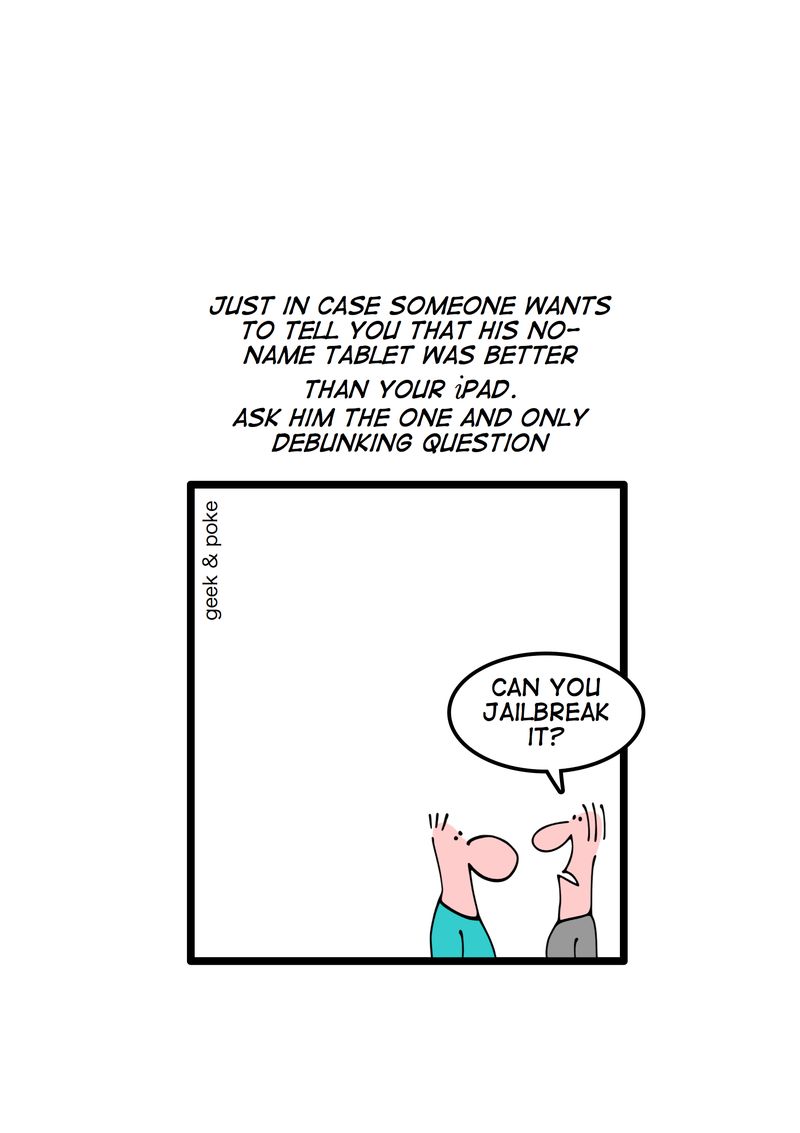 JUST IN CASE SOMEONE WANTS
TO TELL YOU THAT HIS NO-
NAME TABLET WAS BETTER
THAN YOUR iPAD.
ASK HIM THE ONE AND ONLY
DEBUNKING QUESTION
geek & poke
CAN YOU
JAILBREAK
IT?